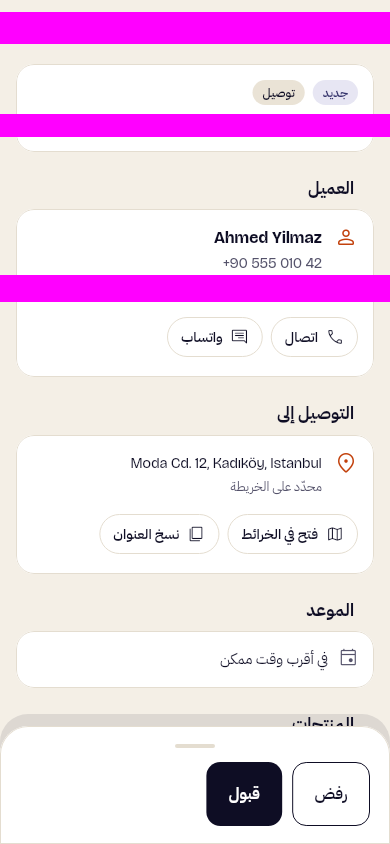 جديد
توصيل
العميل
Ahmed Yilmaz
+90 555 010 42
اتصال
واتساب
التوصيل إلى
Moda Cd. 12, Kadıköy, Istanbul
محدّد على الخريطة
فتح في الخرائط
نسخ العنوان
الموعد
في أقرب وقت ممكن
المنتجات
رفض
قبول